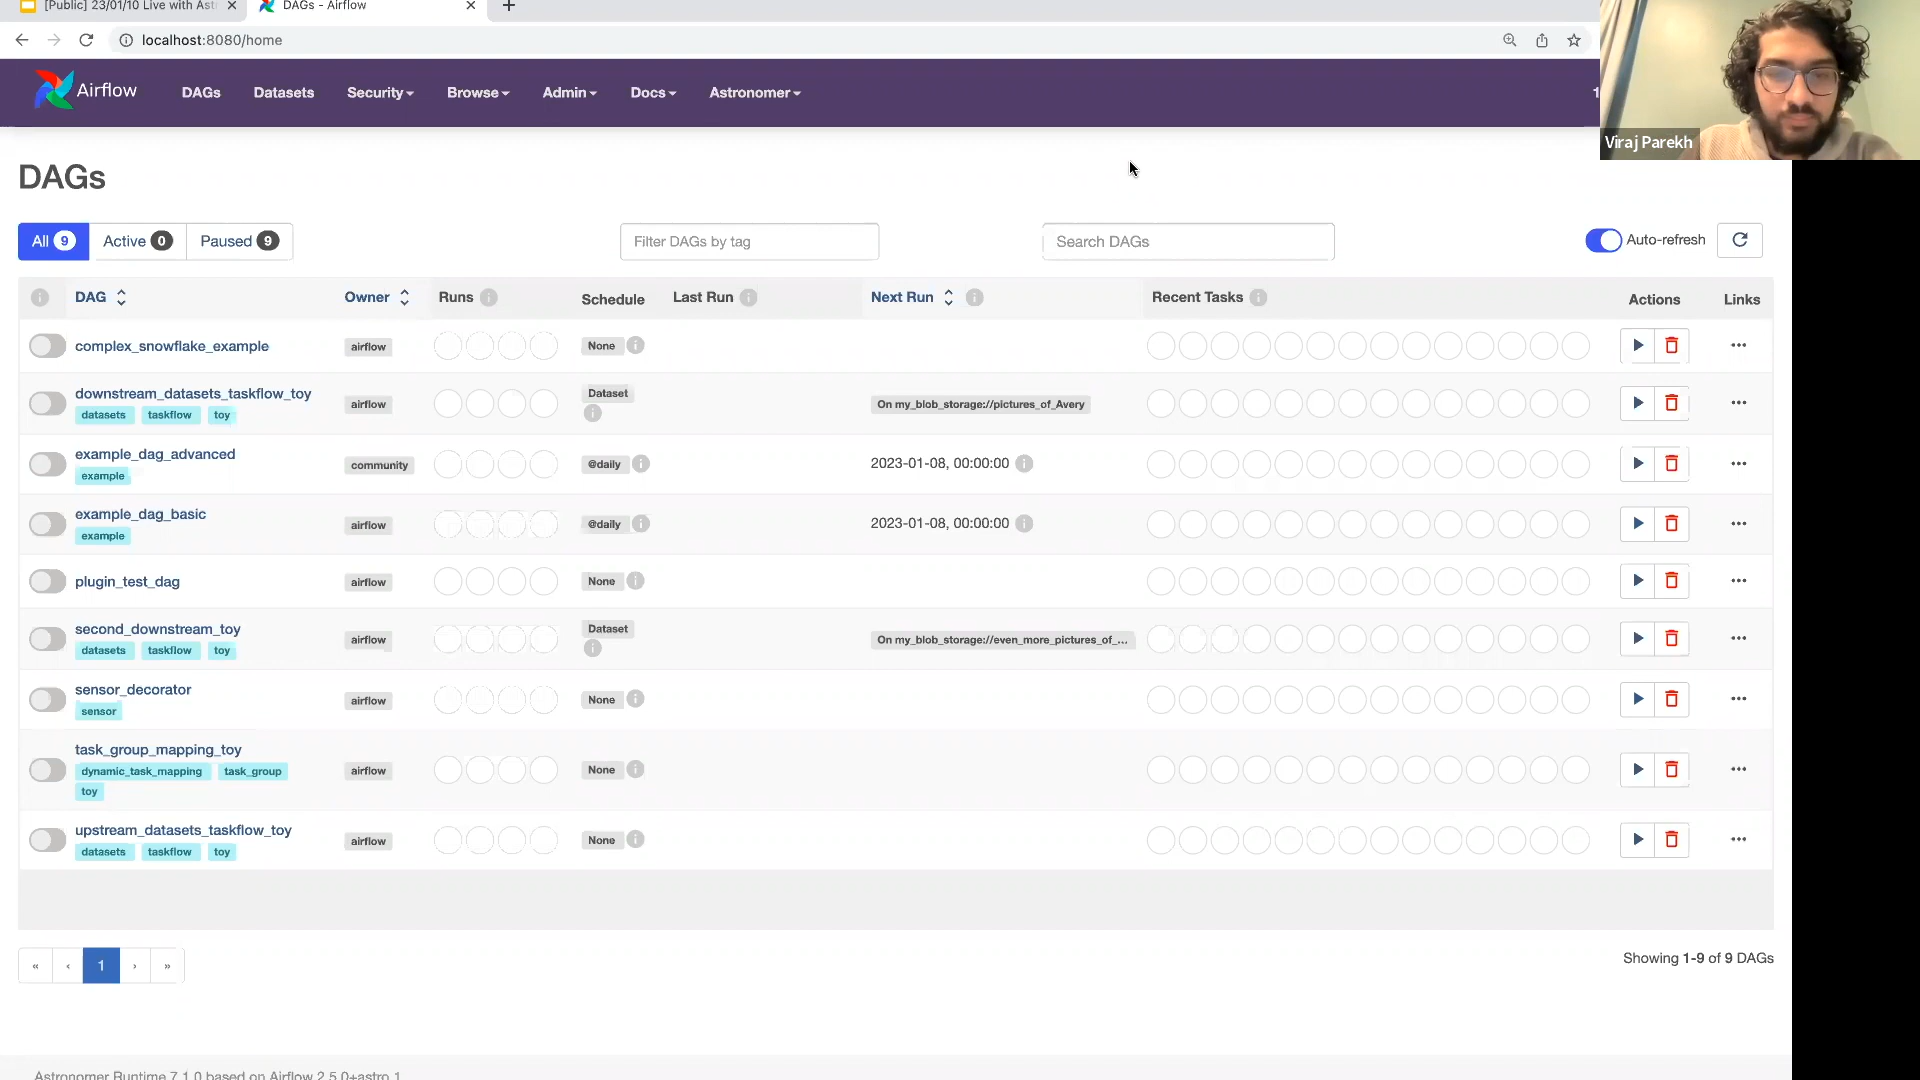 [Public] 23/01/10 Live with Ast
DAGs - Airflow
localhost:8080/home
Airflow DAGs Datasets Security Browse Admin Docs Astronomer 1
Viraj Parekh
DAGs
All 9 Active 0 Paused 9 Filter DAGs by tag Search DAGs Auto-refresh
DAG Owner Runs Schedule Last Run Next Run Recent Tasks Actions Links
complex_snowflake_example airflow None
downstream_datasets_taskflow_toy airflow Dataset On my_blob_storage://pictures_of_Avery
datasets taskflow toy
example_dag_advanced community @daily 2023-01-08, 00:00:00
example
example_dag_basic airflow @daily 2023-01-08, 00:00:00
example
plugin_test_dag airflow None
second_downstream_toy airflow Dataset On my_blob_storage://even_more_pictures_of_...
datasets taskflow toy
sensor_decorator airflow None
sensor
task_group_mapping_toy airflow None
dynamic_task_mapping task_group
toy
upstream_datasets_taskflow_toy airflow None
datasets taskflow toy
« ‹ 1 › »
Showing 1-9 of 9 DAGs
Astronomer Runtime 7.1.0 based on Airflow 2.5.0+astro.1